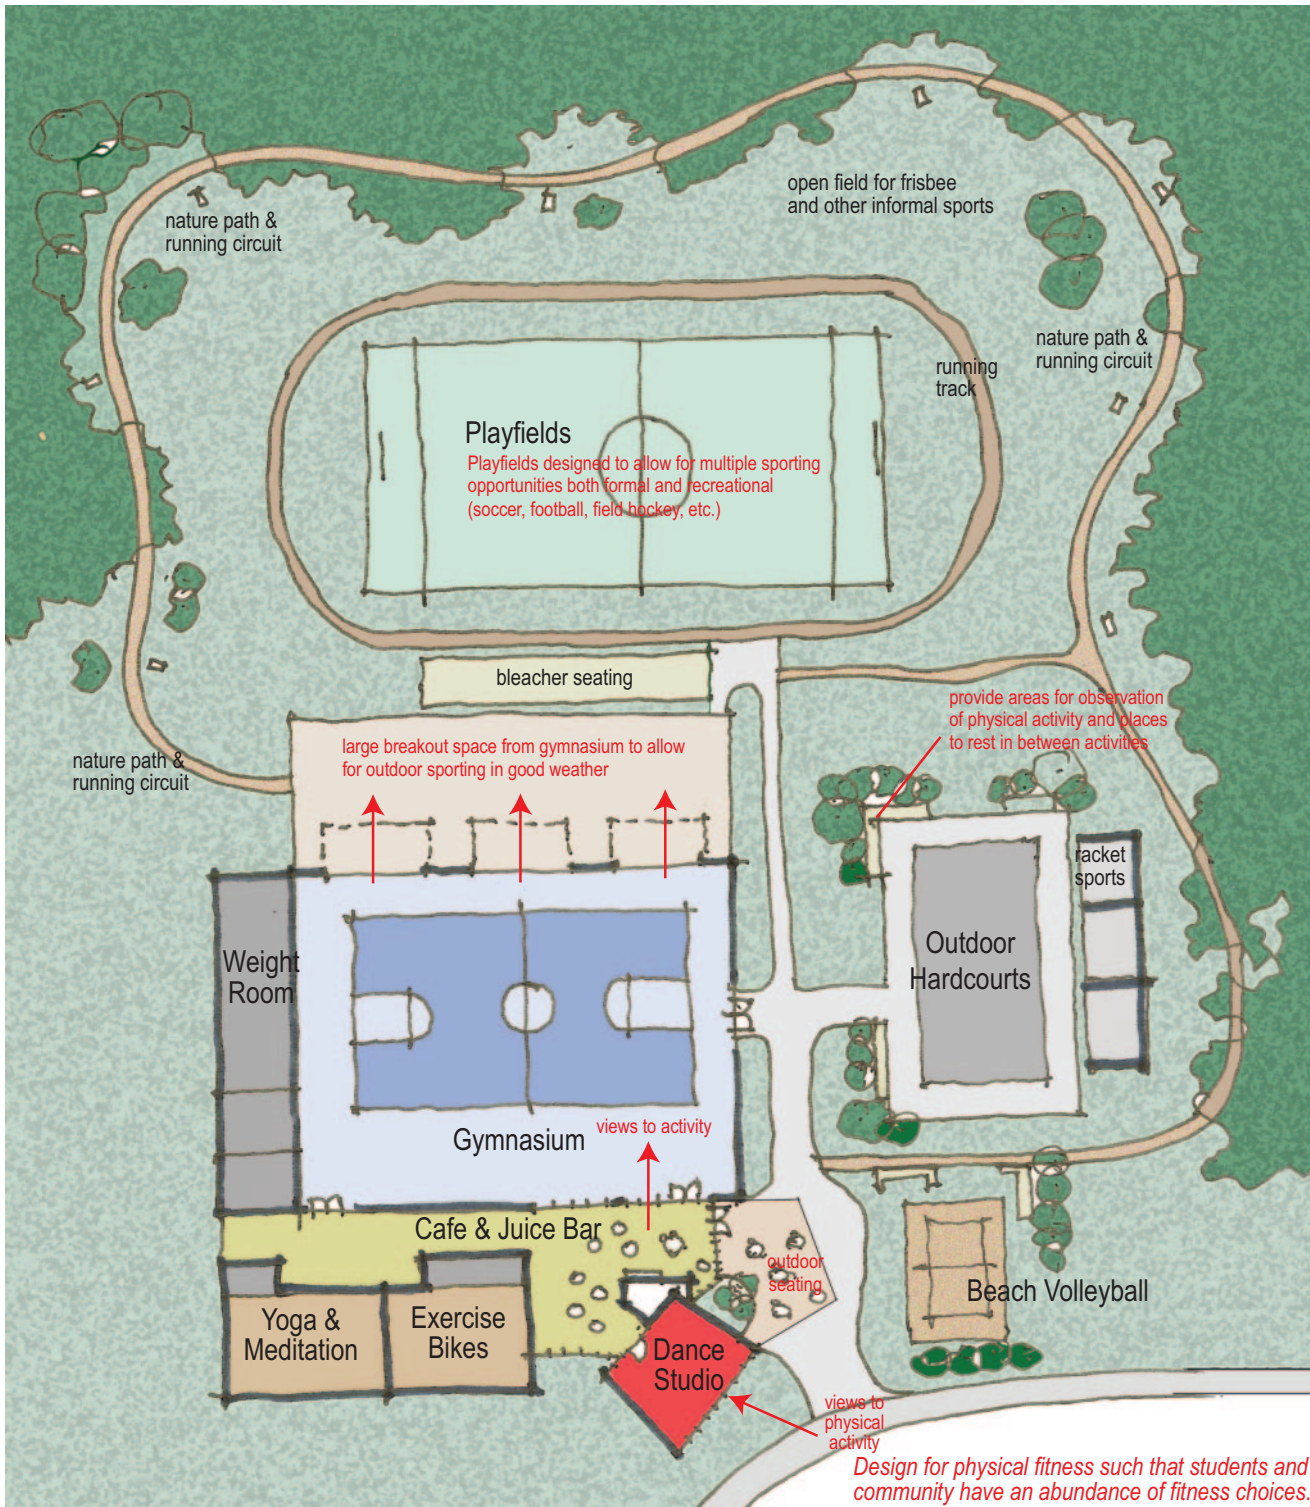 open field for frisbee
and other informal sports
nature path &
running circuit
nature path &
running circuit
running
track
Playfields
Playfields designed to allow for multiple sporting
opportunities both formal and recreational
(soccer, football, field hockey, etc.)
bleacher seating
provide areas for observation
of physical activity and places
to rest in between activities
large breakout space from gymnasium to allow
for outdoor sporting in good weather
nature path &
running circuit
racket
sports
Weight
Room
Outdoor
Hardcourts
Gymnasium
views to activity
Cafe & Juice Bar
outdoor
seating
Beach Volleyball
Yoga &
Meditation
Exercise
Bikes
Dance
Studio
views to
physical
activity
Design for physical fitness such that students and
community have an abundance of fitness choices.